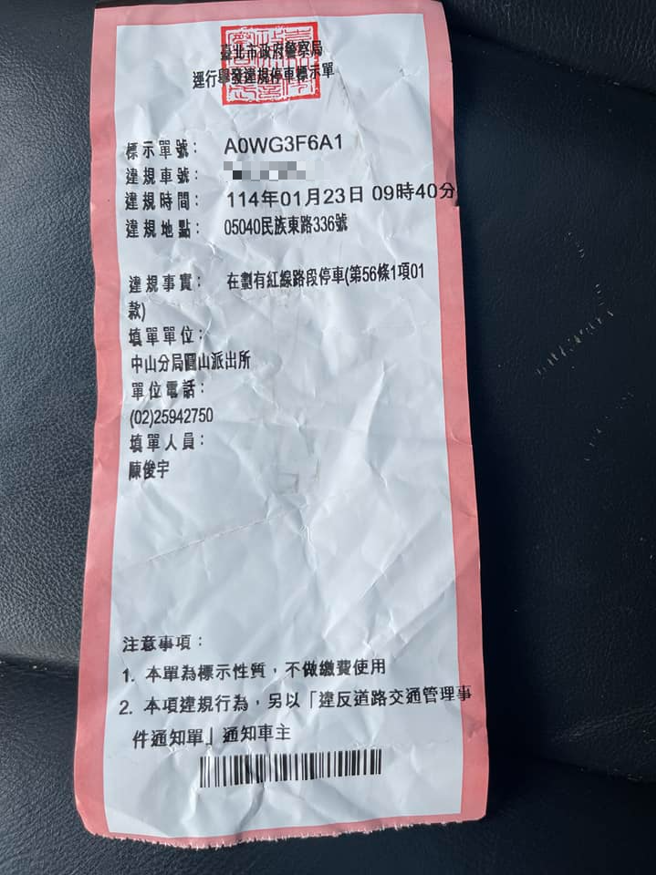 臺北市政府警察局
逕行舉發違規停車標示單
標示單號： A0WG3F6A1
違規車號：
違規時間： 114年01月23日 09時40分
違規地點： 05040民族東路336號
違規事實： 在劃有紅線路段停車(第56條1項01
款)
填單單位：
中山分局圓山派出所
單位電話：
(02)25942750
填單人員：
陳俊宇
注意事項：
1. 本單為標示性質，不做繳費使用
2. 本項違規行為，另以「違反道路交通管理事
件通知單」通知車主